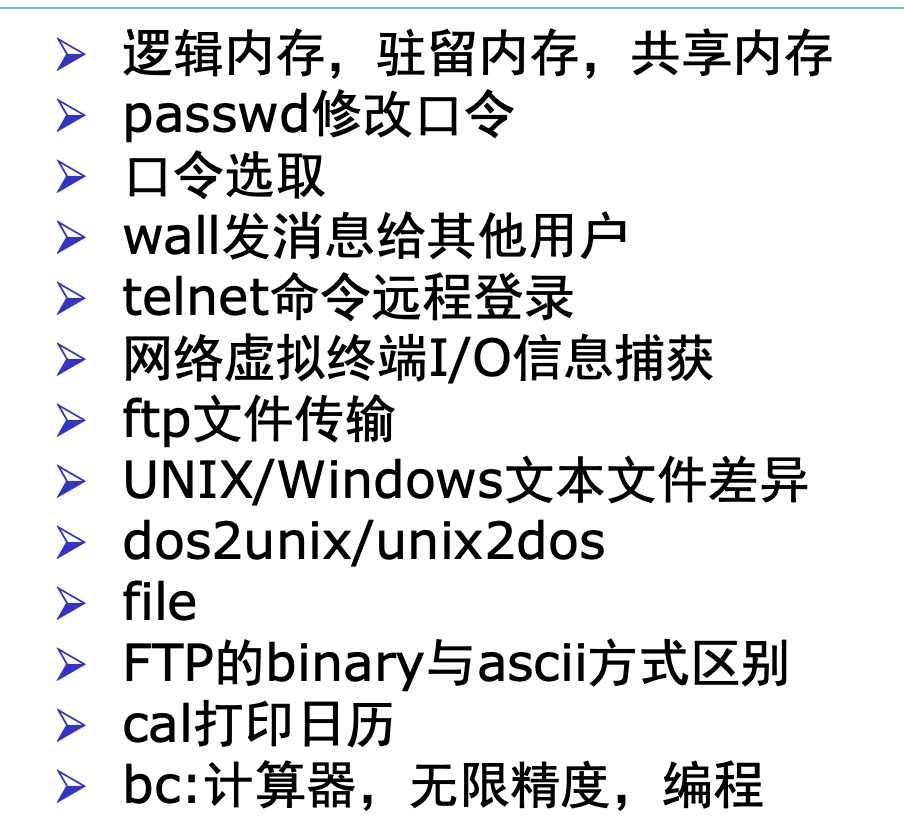 逻辑内存，驻留内存，共享内存
passwd修改口令
口令选取
wall发消息给其他用户
telnet命令远程登录
网络虚拟终端I/O信息捕获
ftp文件传输
UNIX/Windows文本文件差异
dos2unix/unix2dos
file
FTP的binary与ascii方式区别
cal打印日历
bc:计算器，无限精度，编程